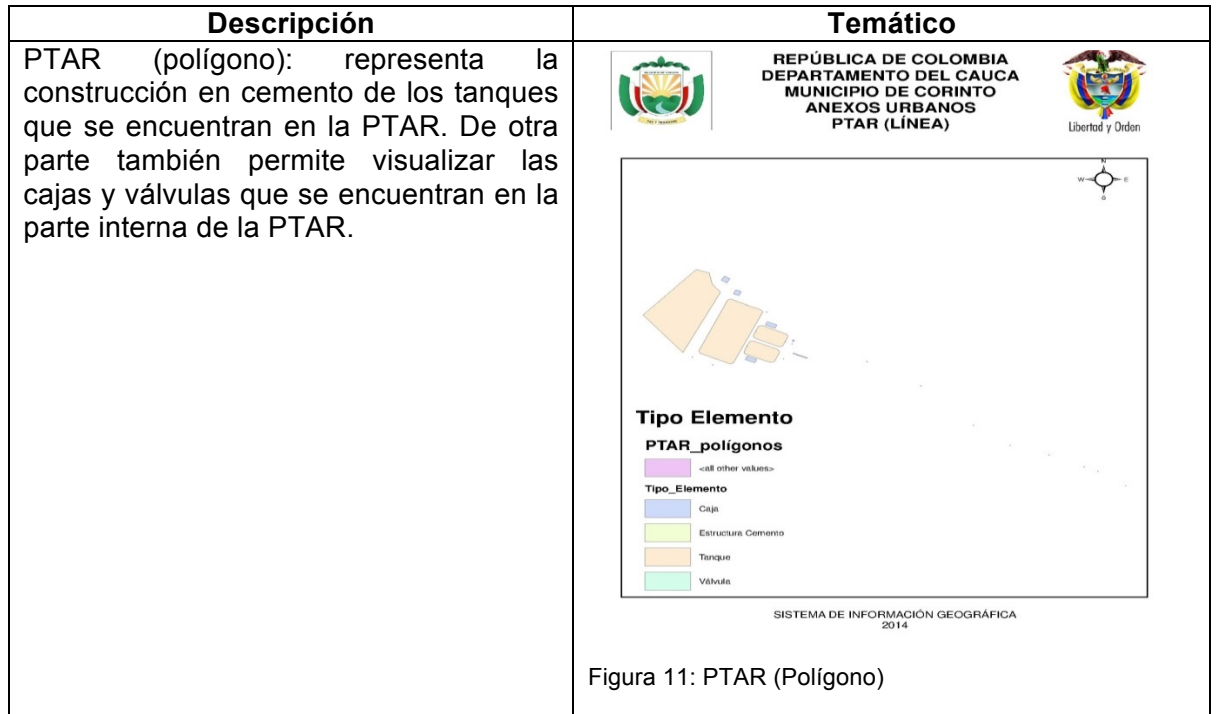 Descripción
Temático
PTAR (polígono): representa la
construcción en cemento de los tanques
que se encuentran en la PTAR. De otra
parte también permite visualizar las
cajas y válvulas que se encuentran en la
parte interna de la PTAR.
REPÚBLICA DE COLOMBIA
DEPARTAMENTO DEL CAUCA
MUNICIPIO DE CORINTO
ANEXOS URBANOS
PTAR (LÍNEA)
Libertad y Orden
N
W
E
Tipo Elemento
PTAR_polígonos
<all other values>
Tipo_Elemento
Caja
Estructura Cemento
Tanque
Válvula
SISTEMA DE INFORMACIÓN GEOGRÁFICA
2014
Figura 11: PTAR (Polígono)